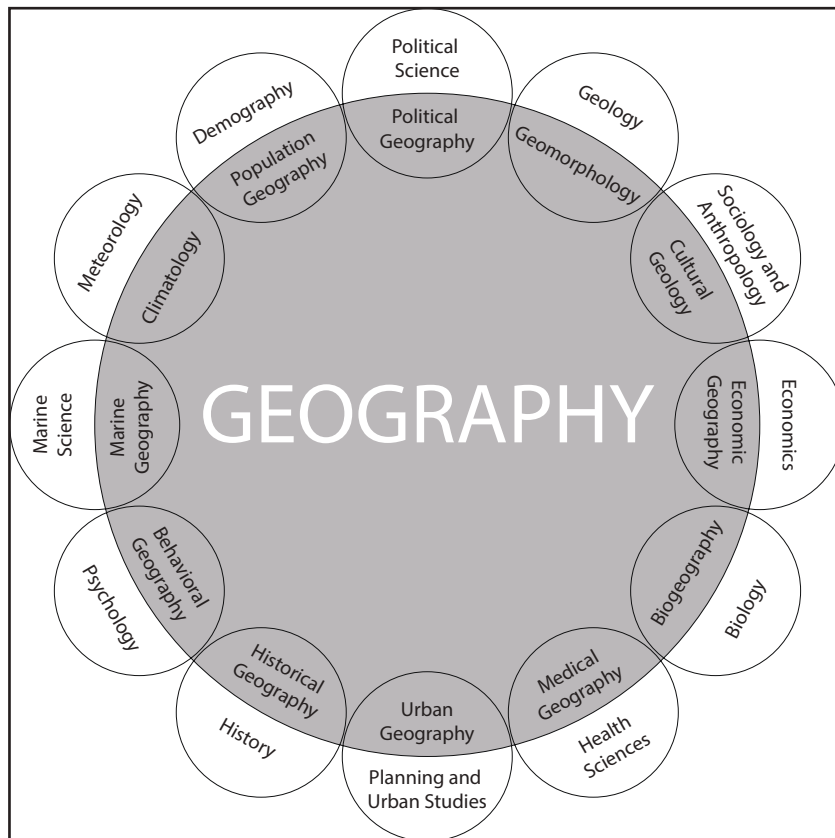 Political
Science
Political
Geography
Geology
Geomorphology
Sociology and
Anthropology
Cultural
Geology
Economics
Economic
Geography
Biology
Biogeography
Health
Sciences
Medical
Geography
Urban
Geography
Planning and
Urban Studies
Historical
Geography
History
Behavioral
Geography
Psychology
Marine
Science
Marine
Geography
Meteorology
Climatology
Demography
Population
Geography
GEOGRAPHY